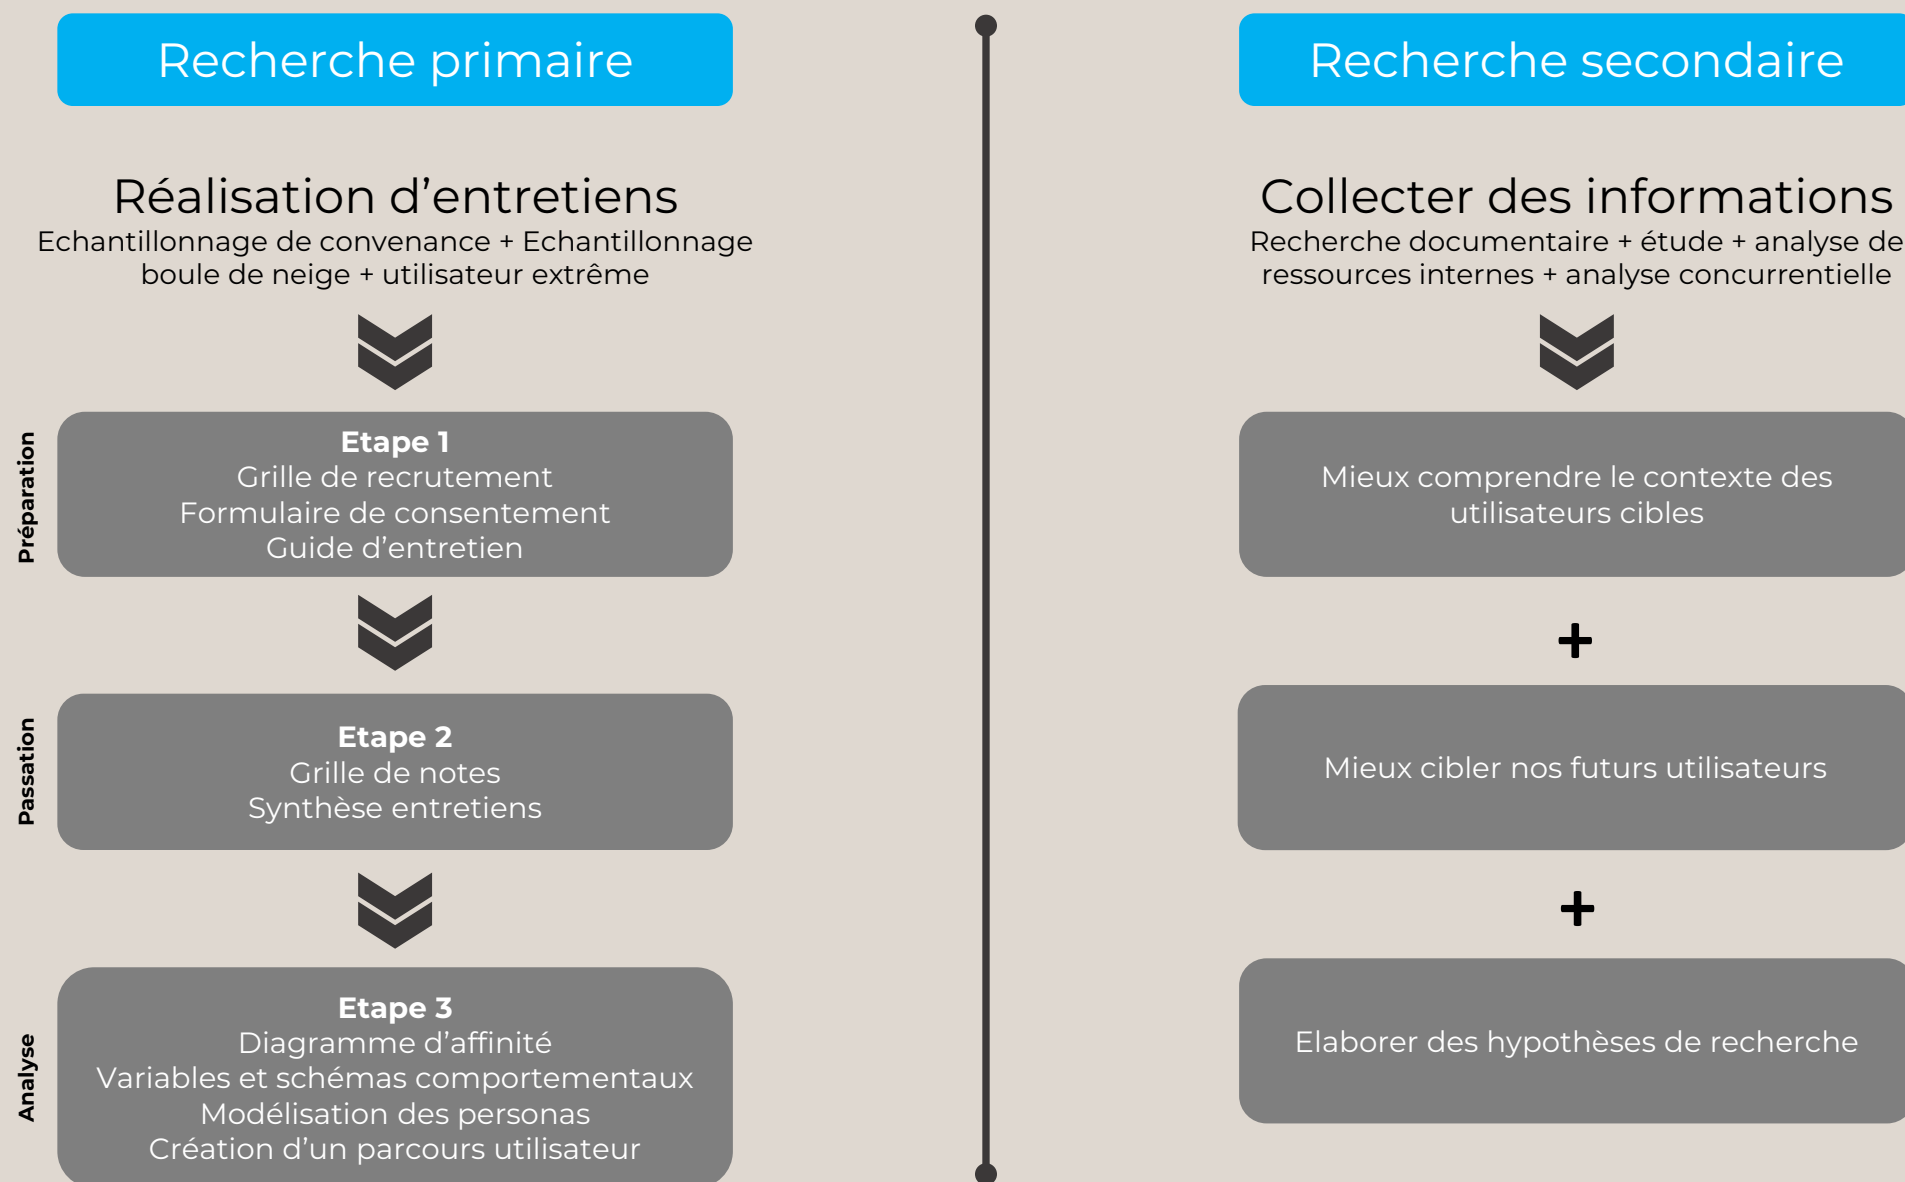 Recherche primaire
Réalisation d’entretiens
Echantillonnage de convenance + Echantillonnage
boule de neige + utilisateur extrême
Préparation
Etape 1
Grille de recrutement
Formulaire de consentement
Guide d’entretien
Passation
Etape 2
Grille de notes
Synthèse entretiens
Analyse
Etape 3
Diagramme d’affinité
Variables et schémas comportementaux
Modélisation des personas
Création d’un parcours utilisateur
Recherche secondaire
Collecter des informations
Recherche documentaire + étude + analyse de
ressources internes + analyse concurrentielle
Mieux comprendre le contexte des
utilisateurs cibles
+
Mieux cibler nos futurs utilisateurs
+
Elaborer des hypothèses de recherche